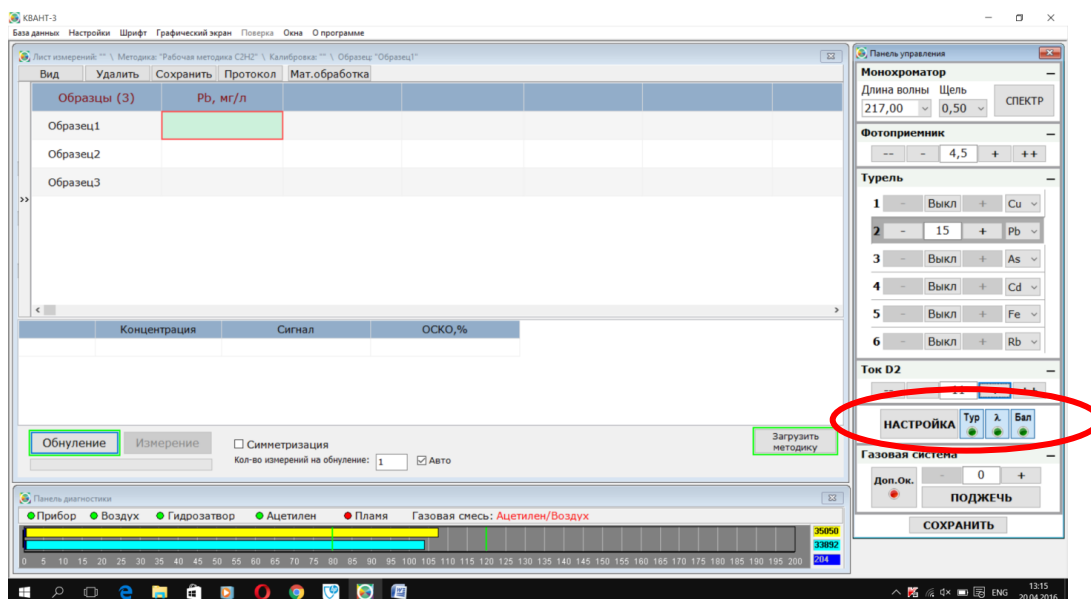 КВАНТ-3
База данных Настройки Шрифт Графический экран Поверка Окна О программе
Лист измерений: "" \ Методика: "Рабочая методика C2H2" \ Калибровка: "" \ Образец: "Образец1"
Вид Удалить Сохранить Протокол Мат.обработка
Образцы (3) Pb, мг/л
Образец1
Образец2
Образец3
>>
Концентрация Сигнал ОСКО,%
Обнуление Измерение Симметризация
Кол-во измерений на обнуление: 1 Авто
Загрузить
методику
Панель диагностики
Прибор Воздух Гидрозатвор Ацетилен Пламя Газовая смесь: Ацетилен/Воздух
35050
33892
0 5 10 15 20 25 30 35 40 45 50 55 60 65 70 75 80 85 90 95 100 105 110 115 120 125 130 135 140 145 150 155 160 165 170 175 180 185 190 195 200 204
Панель управления
Монохроматор
Длина волны Щель
217,00 0,50 СПЕКТР
Фотоприемник
-- - 4,5 + ++
Турель
1 - Выкл + Cu
2 - 15 + Pb
3 - Выкл + As
4 - Выкл + Cd
5 - Выкл + Fe
6 - Выкл + Rb
Ток D2
НАСТРОЙКА Тур λ Бал
Газовая система
Доп.Ок. - 0 +
ПОДЖЕЧЬ
СОХРАНИТЬ
ENG 13:15
20.04.2016